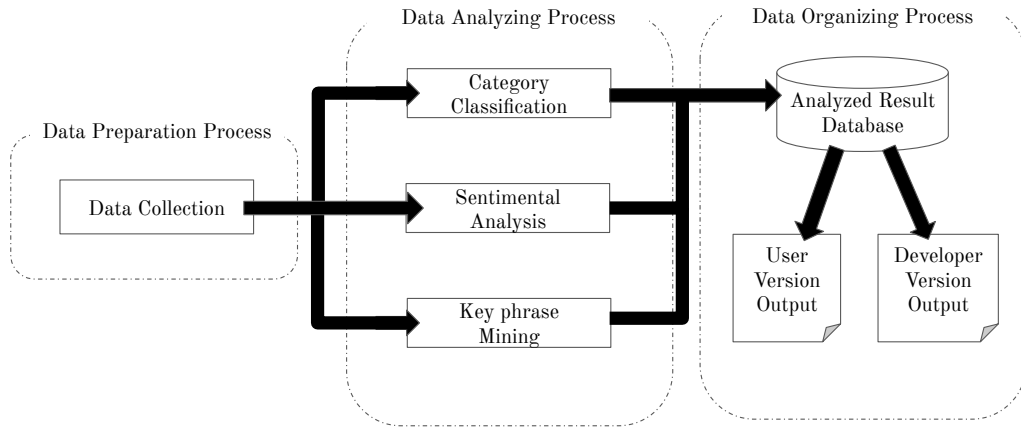 Data Preparation Process
Data Collection
Data Analyzing Process
Category
Classification
Sentimental
Analysis
Key phrase
Mining
Data Organizing Process
Analyzed Result
Database
User
Version
Output
Developer
Version
Output